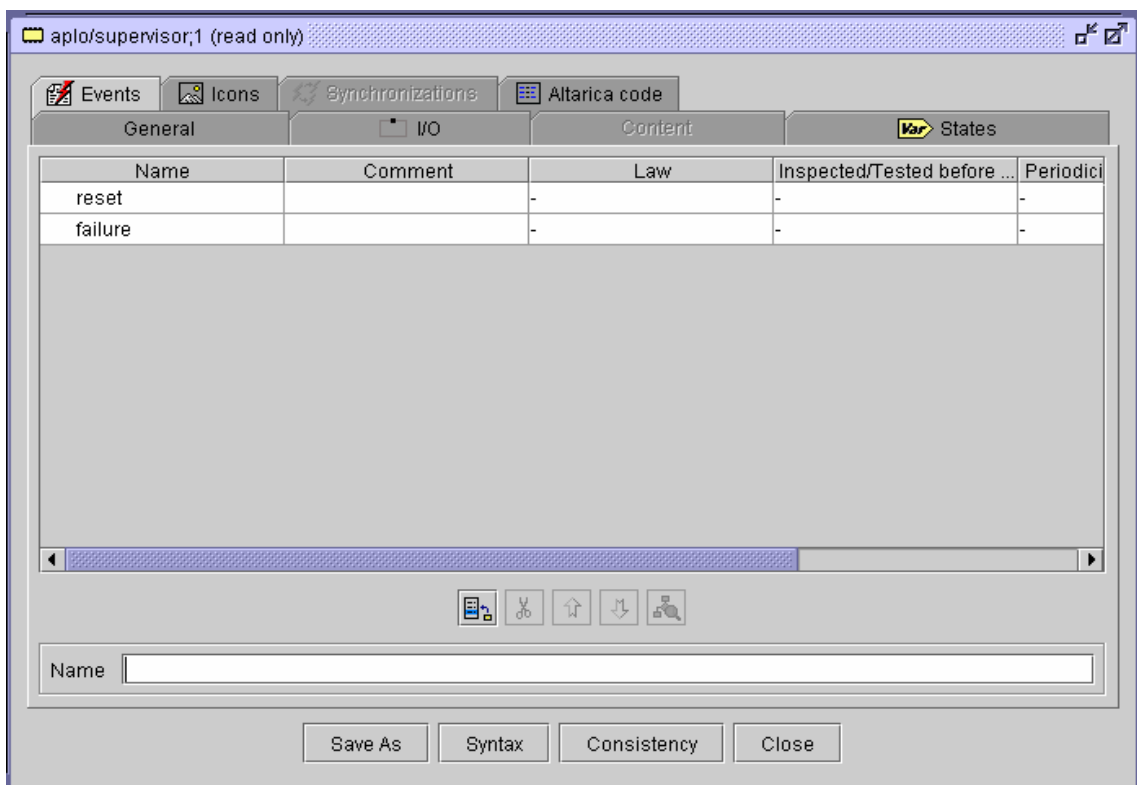 aplo/supervisor;1 (read only)
Events Icons Synchronizations Altarica code
General I/O Content Var States
Name Comment Law Inspected/Tested before ... Periodici
reset - - -
failure - - -
Name
Save As Syntax Consistency Close